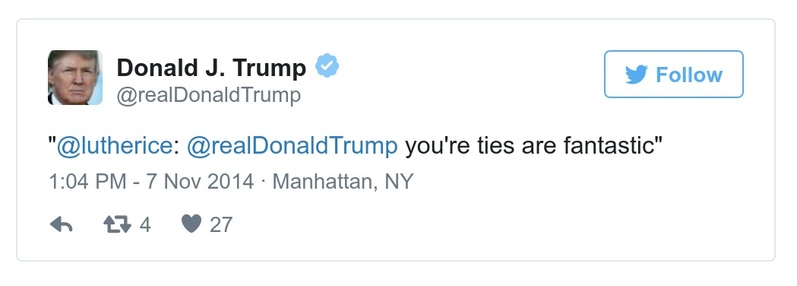 Donald J. Trump
@realDonaldTrump
Follow
"@lutherice: @realDonaldTrump you're ties are fantastic"
1:04 PM - 7 Nov 2014 · Manhattan, NY
4 27